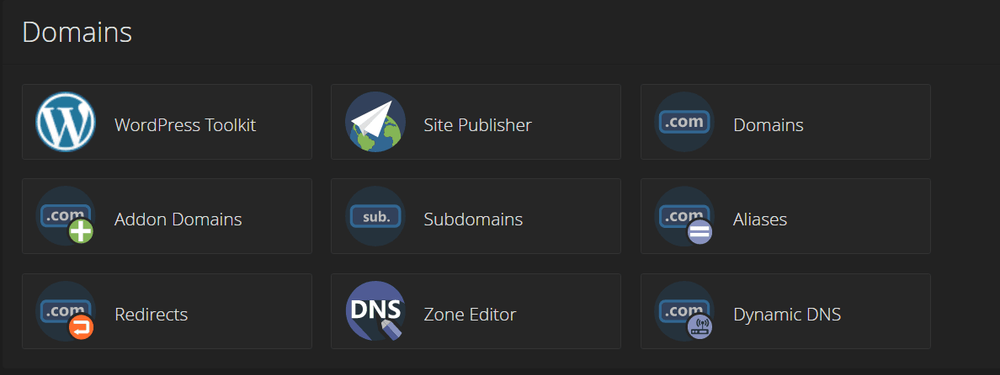 Domains
WordPress Toolkit
Site Publisher
.com
Domains
.com
Addon Domains
sub.
Subdomains
.com
Aliases
.com
Redirects
DNS
Zone Editor
.com
Dynamic DNS